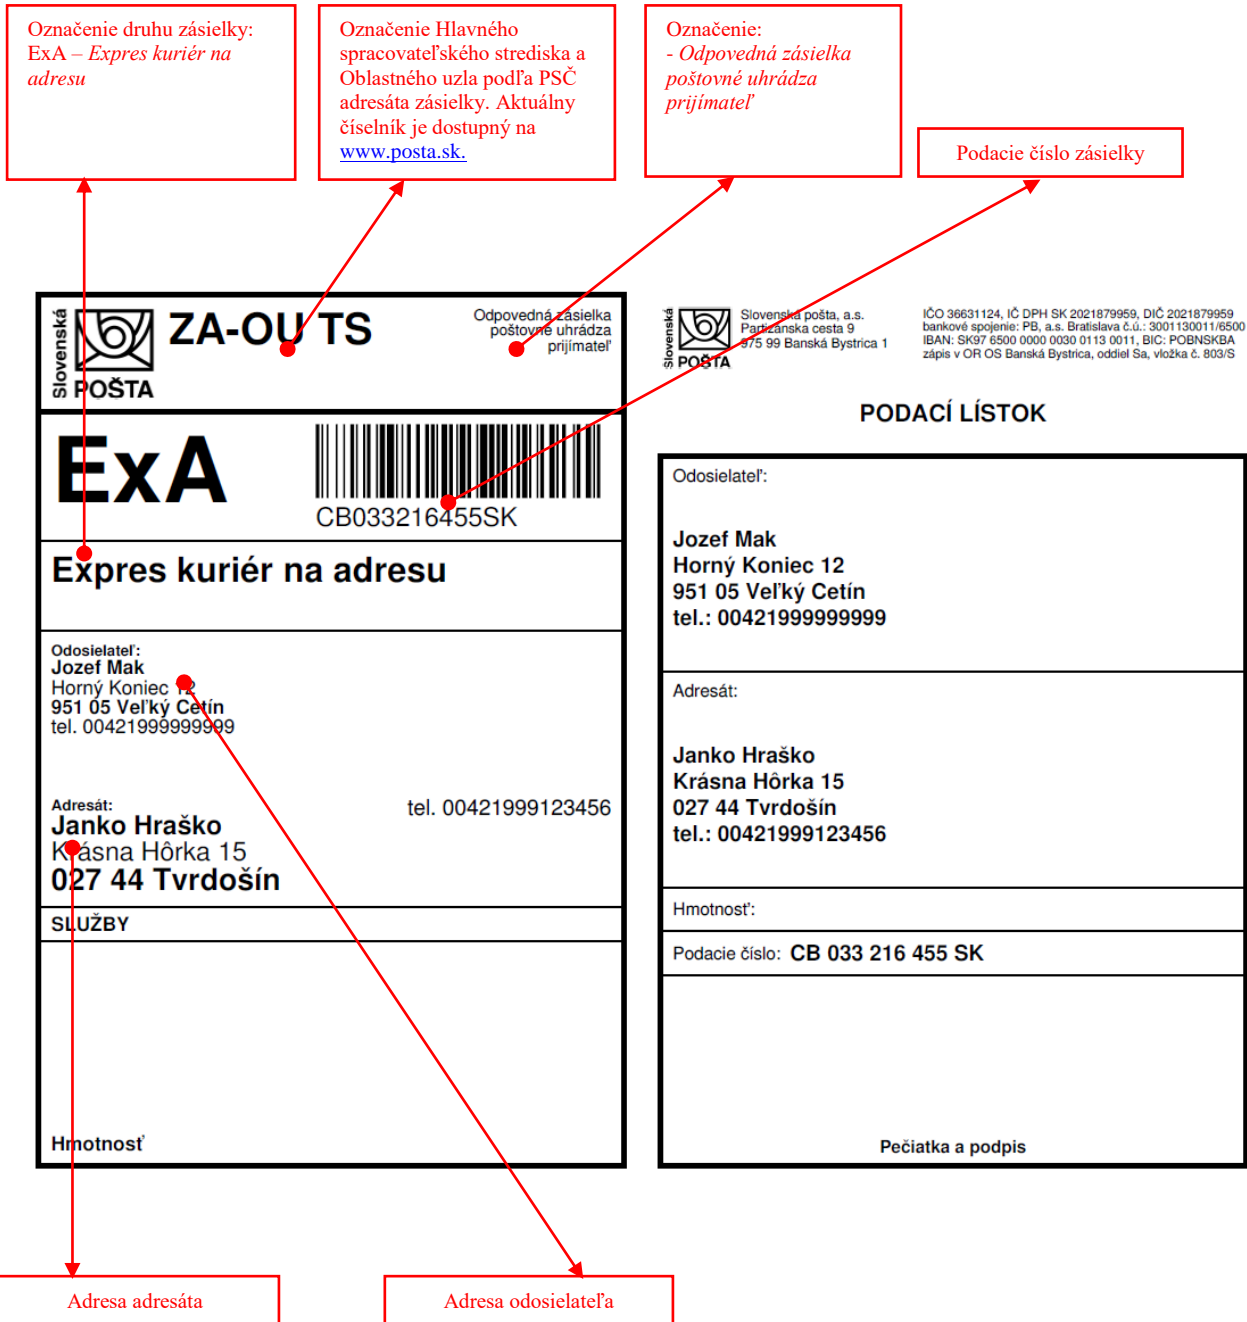 Označenie druhu zásielky:
ExA – Expres kuriér na
adresu
Označenie Hlavného
spracovateľského strediska a
Oblastného uzla podľa PSČ
adresáta zásielky. Aktuálny
číselník je dostupný na
www.posta.sk.
Označenie:
- Odpovedná zásielka
poštovné uhrádza
prijímateľ
Podacie číslo zásielky
Slovenská
POŠTA
ZA-OU TS
Odpovedná zásielka
poštovné uhrádza
prijímateľ
ExA
CB033216455SK
Expres kuriér na adresu
Odosielateľ:
Jozef Mak
Horný Koniec 12
951 05 Veľký Cetín
tel. 00421999999999
Adresát:
Janko Hraško
tel. 00421999123456
Krásna Hôrka 15
027 44 Tvrdošín
SLUŽBY
Hmotnosť
Slovenská
POŠTA
Slovenská pošta, a.s.
Partizánska cesta 9
975 99 Banská Bystrica 1
IČO 36631124, IČ DPH SK 2021879959, DIČ 2021879959
bankové spojenie: PB, a.s. Bratislava č.ú.: 3001130011/6500
IBAN: SK97 6500 0000 0030 0113 0011, BIC: POBNSKBA
zápis v OR OS Banská Bystrica, oddiel Sa, vložka č. 803/S
PODACÍ LÍSTOK
Odosielateľ:
Jozef Mak
Horný Koniec 12
951 05 Veľký Cetín
tel.: 00421999999999
Adresát:
Janko Hraško
Krásna Hôrka 15
027 44 Tvrdošín
tel.: 00421999123456
Hmotnosť:
Podacie číslo: CB 033 216 455 SK
Pečiatka a podpis
Adresa adresáta
Adresa odosielateľa